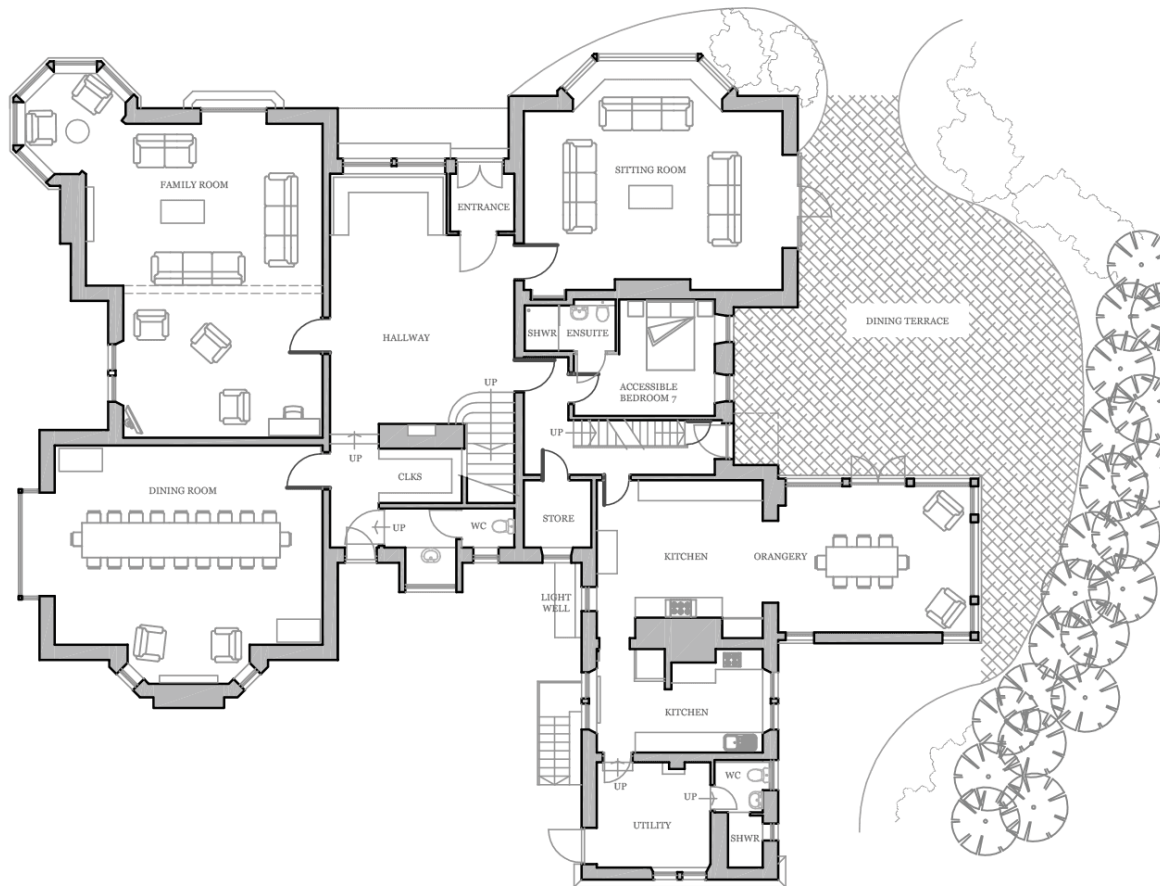 FAMILY ROOM
SITTING ROOM
ENTRANCE
DINING TERRACE
SHWR
ENSUITE
HALLWAY
UP
ACCESSIBLE
BEDROOM 7
UP
UP
CLKS
DINING ROOM
STORE
UP
WC
KITCHEN
ORANGERY
LIGHT
WELL
KITCHEN
WC
UP
UP
UTILITY
SHWR